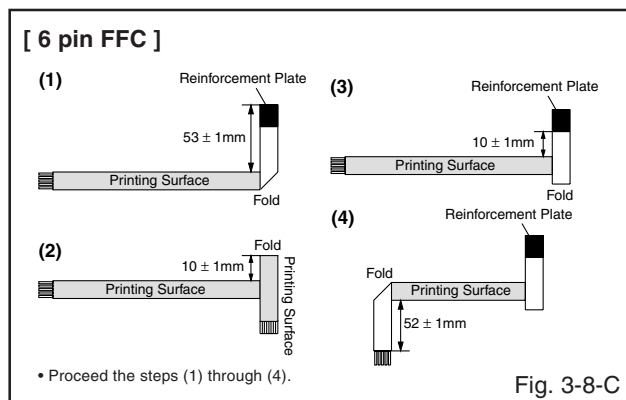 [ 6 pin FFC ]
(1)
Reinforcement Plate
53 ± 1mm
Printing Surface
Fold
(2)
Fold
10 ± 1mm
Printing Surface
Printing Surface
(3)
Reinforcement Plate
10 ± 1mm
Printing Surface
Fold
(4)
Reinforcement Plate
Fold
Printing Surface
52 ± 1mm
• Proceed the steps (1) through (4).
Fig. 3-8-C